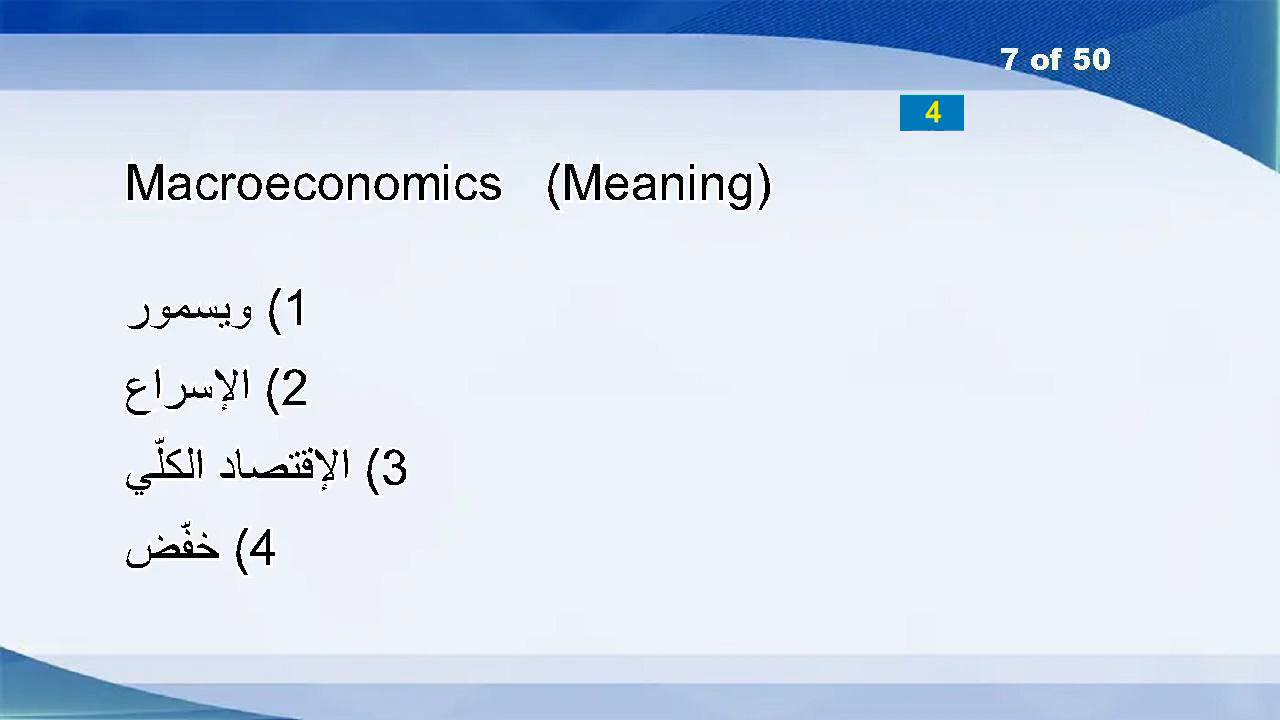 7 of 50
4
Macroeconomics (Meaning)
1) ويسمور
2) الإسراع
3) الإقتصاد الكلّي
4) خفّض